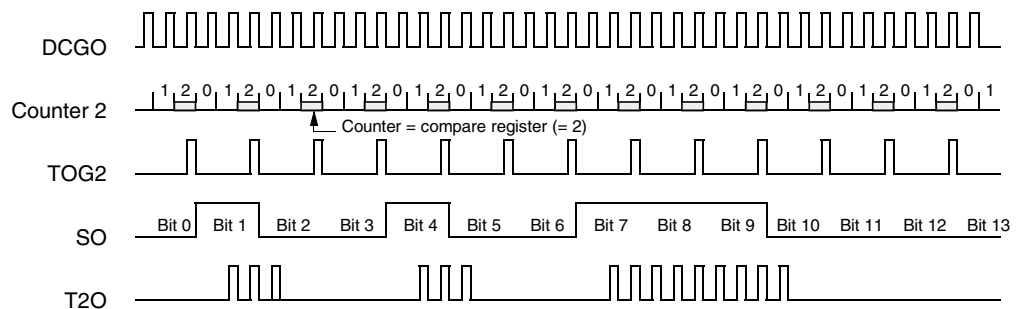 DCGO
Counter 2
1 2 0 1 2 0 1 2 0 1 2 0 1 2 0 1 2 0 1 2 0 1 2 0 1 2 0 1 2 0 1 2 0 1 2 0 1 2 0 1
Counter = compare register (= 2)
TOG2
SO
Bit 0 Bit 1 Bit 2 Bit 3 Bit 4 Bit 5 Bit 6 Bit 7 Bit 8 Bit 9 Bit 10 Bit 11 Bit 12 Bit 13
T2O